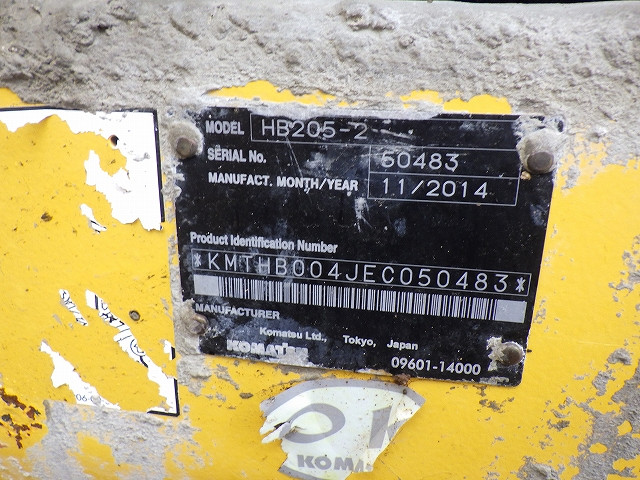 MODEL HB205-2
SERIAL No. 50483
MANUFACT. MONTH/YEAR 11/2014
Product Identification Number
*KMTHB004JEC050483*
MANUFACTURER
Komatsu Ltd., Tokyo, Japan
KOMATSU
09601-14000
KOM